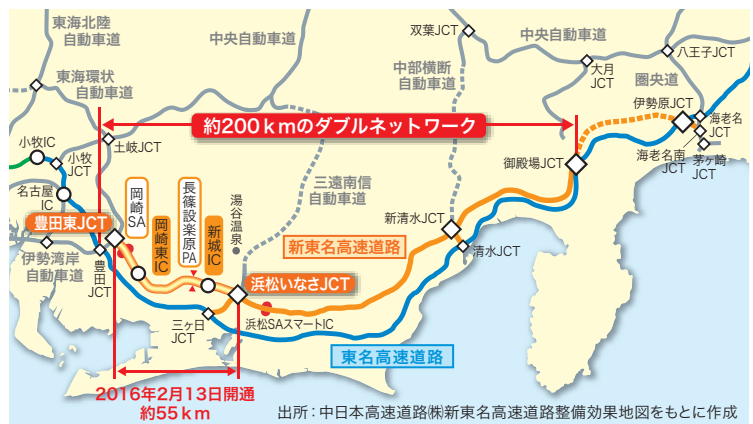 東海北陸
自動車道
中央自動車道
双葉JCT
中央自動車道
八王子JCT
東海環状
自動車道
中部横断
自動車道
大月
JCT
圏央道
伊勢原JCT
海老名
JCT
約200kmのダブルネットワーク
小牧IC
小牧
JCT
土岐JCT
御殿場JCT
海老名南
JCT
茅ヶ崎
JCT
名古屋
IC
岡崎
SA
長篠設楽原
PA
湯谷温泉
三遠南信
自動車道
豊田東JCT
岡崎東
IC
新城
IC
新清水JCT
新東名高速道路
清水JCT
伊勢湾岸
自動車道
豊田
JCT
浜松いなさJCT
三ヶ日
JCT
浜松SAスマートIC
東名高速道路
2016年2月13日開通
約55km
出所：中日本高速道路㈱新東名高速道路整備効果地図をもとに作成